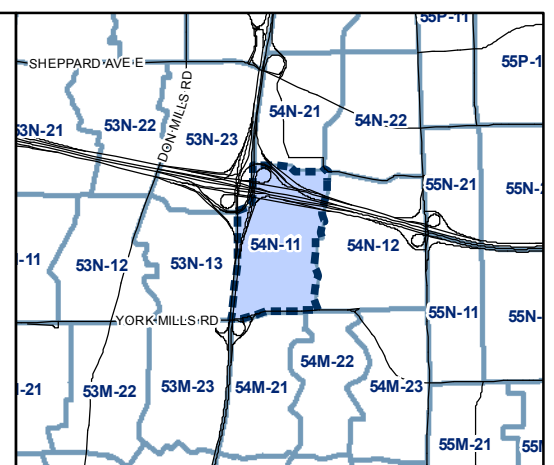 55P-11
SHEPPARD AVE E
55P-1
DON MILLS RD
54N-21
53N-21
53N-22
53N-23
54N-22
55N-21
55N-
54N-11
54N-12
-11
53N-12
53N-13
55N-11
55N-
YORK MILLS RD
54M-22
-21
53M-22
53M-23
54M-21
54M-23
55M-21
55